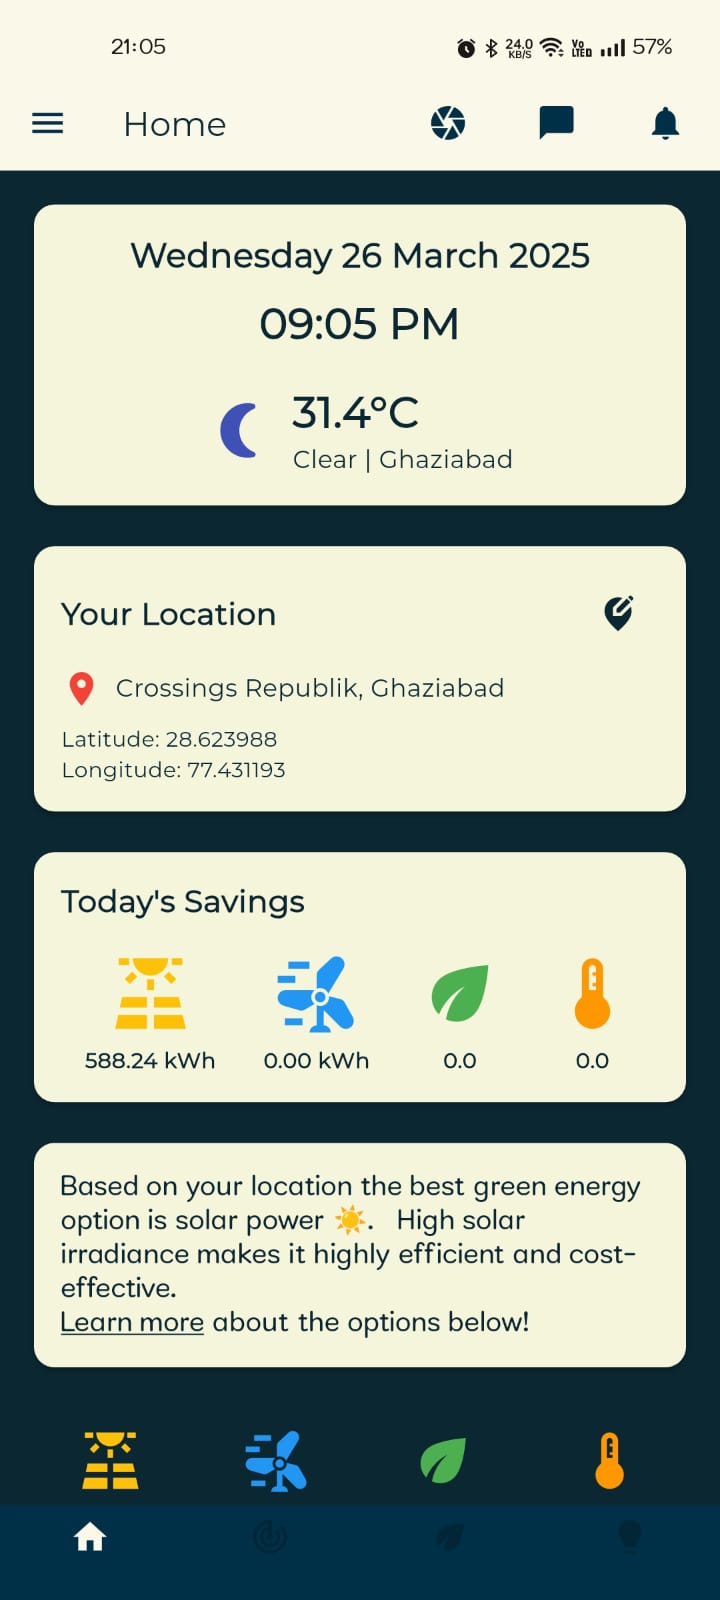 21:05
24.0 KB/S
Vo LTED
57%
Home
Wednesday 26 March 2025
09:05 PM
31.4°C
Clear | Ghaziabad
Your Location
Crossings Republik, Ghaziabad
Latitude: 28.623988
Longitude: 77.431193
Today's Savings
588.24 kWh 0.00 kWh 0.0 0.0
Based on your location the best green energy
option is solar power ☀️. High solar
irradiance makes it highly efficient and cost-
effective.
Learn more about the options below!